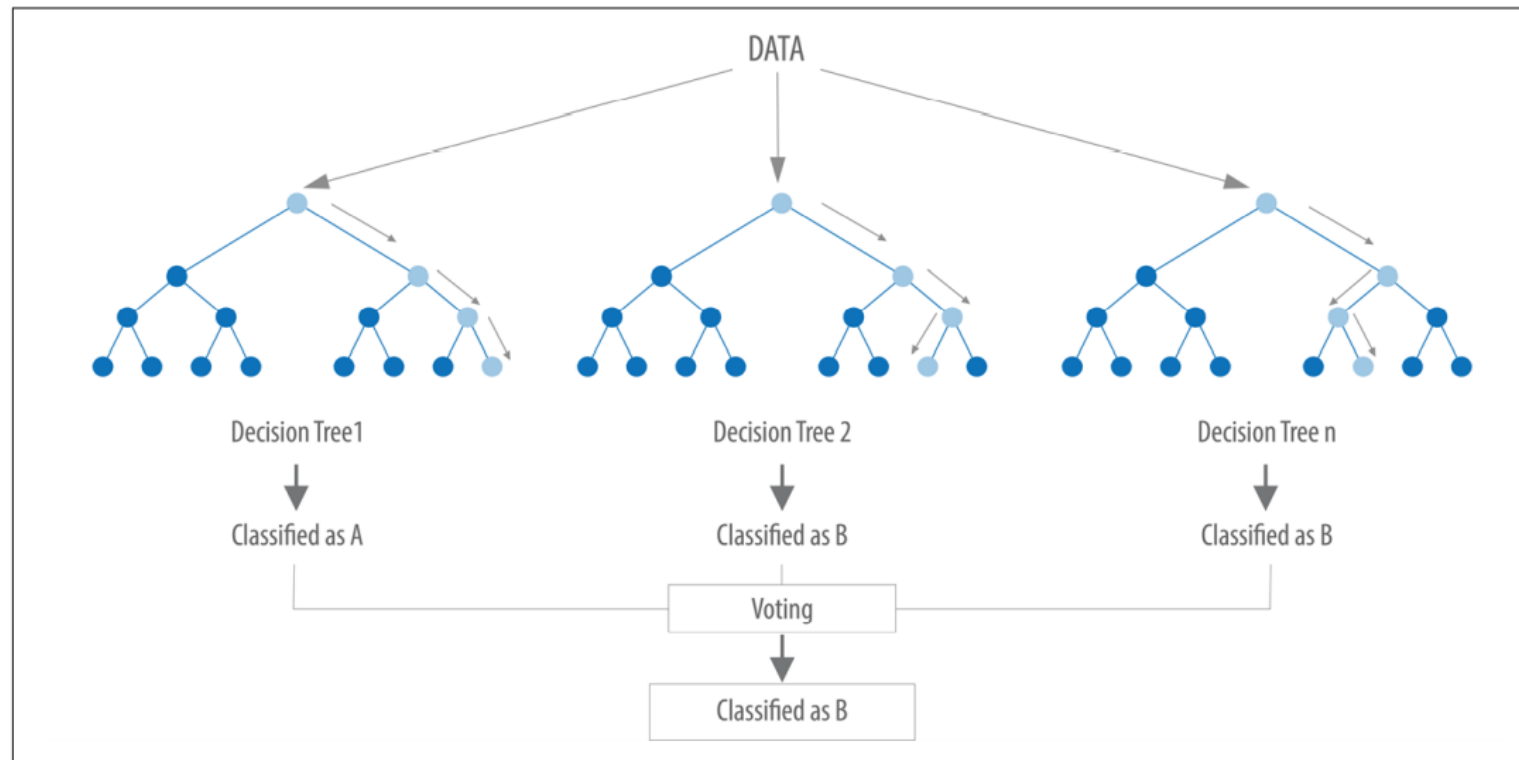 DATA
Decision Tree1
Decision Tree 2
Decision Tree n
Classified as A
Classified as B
Classified as B
Voting
Classified as B